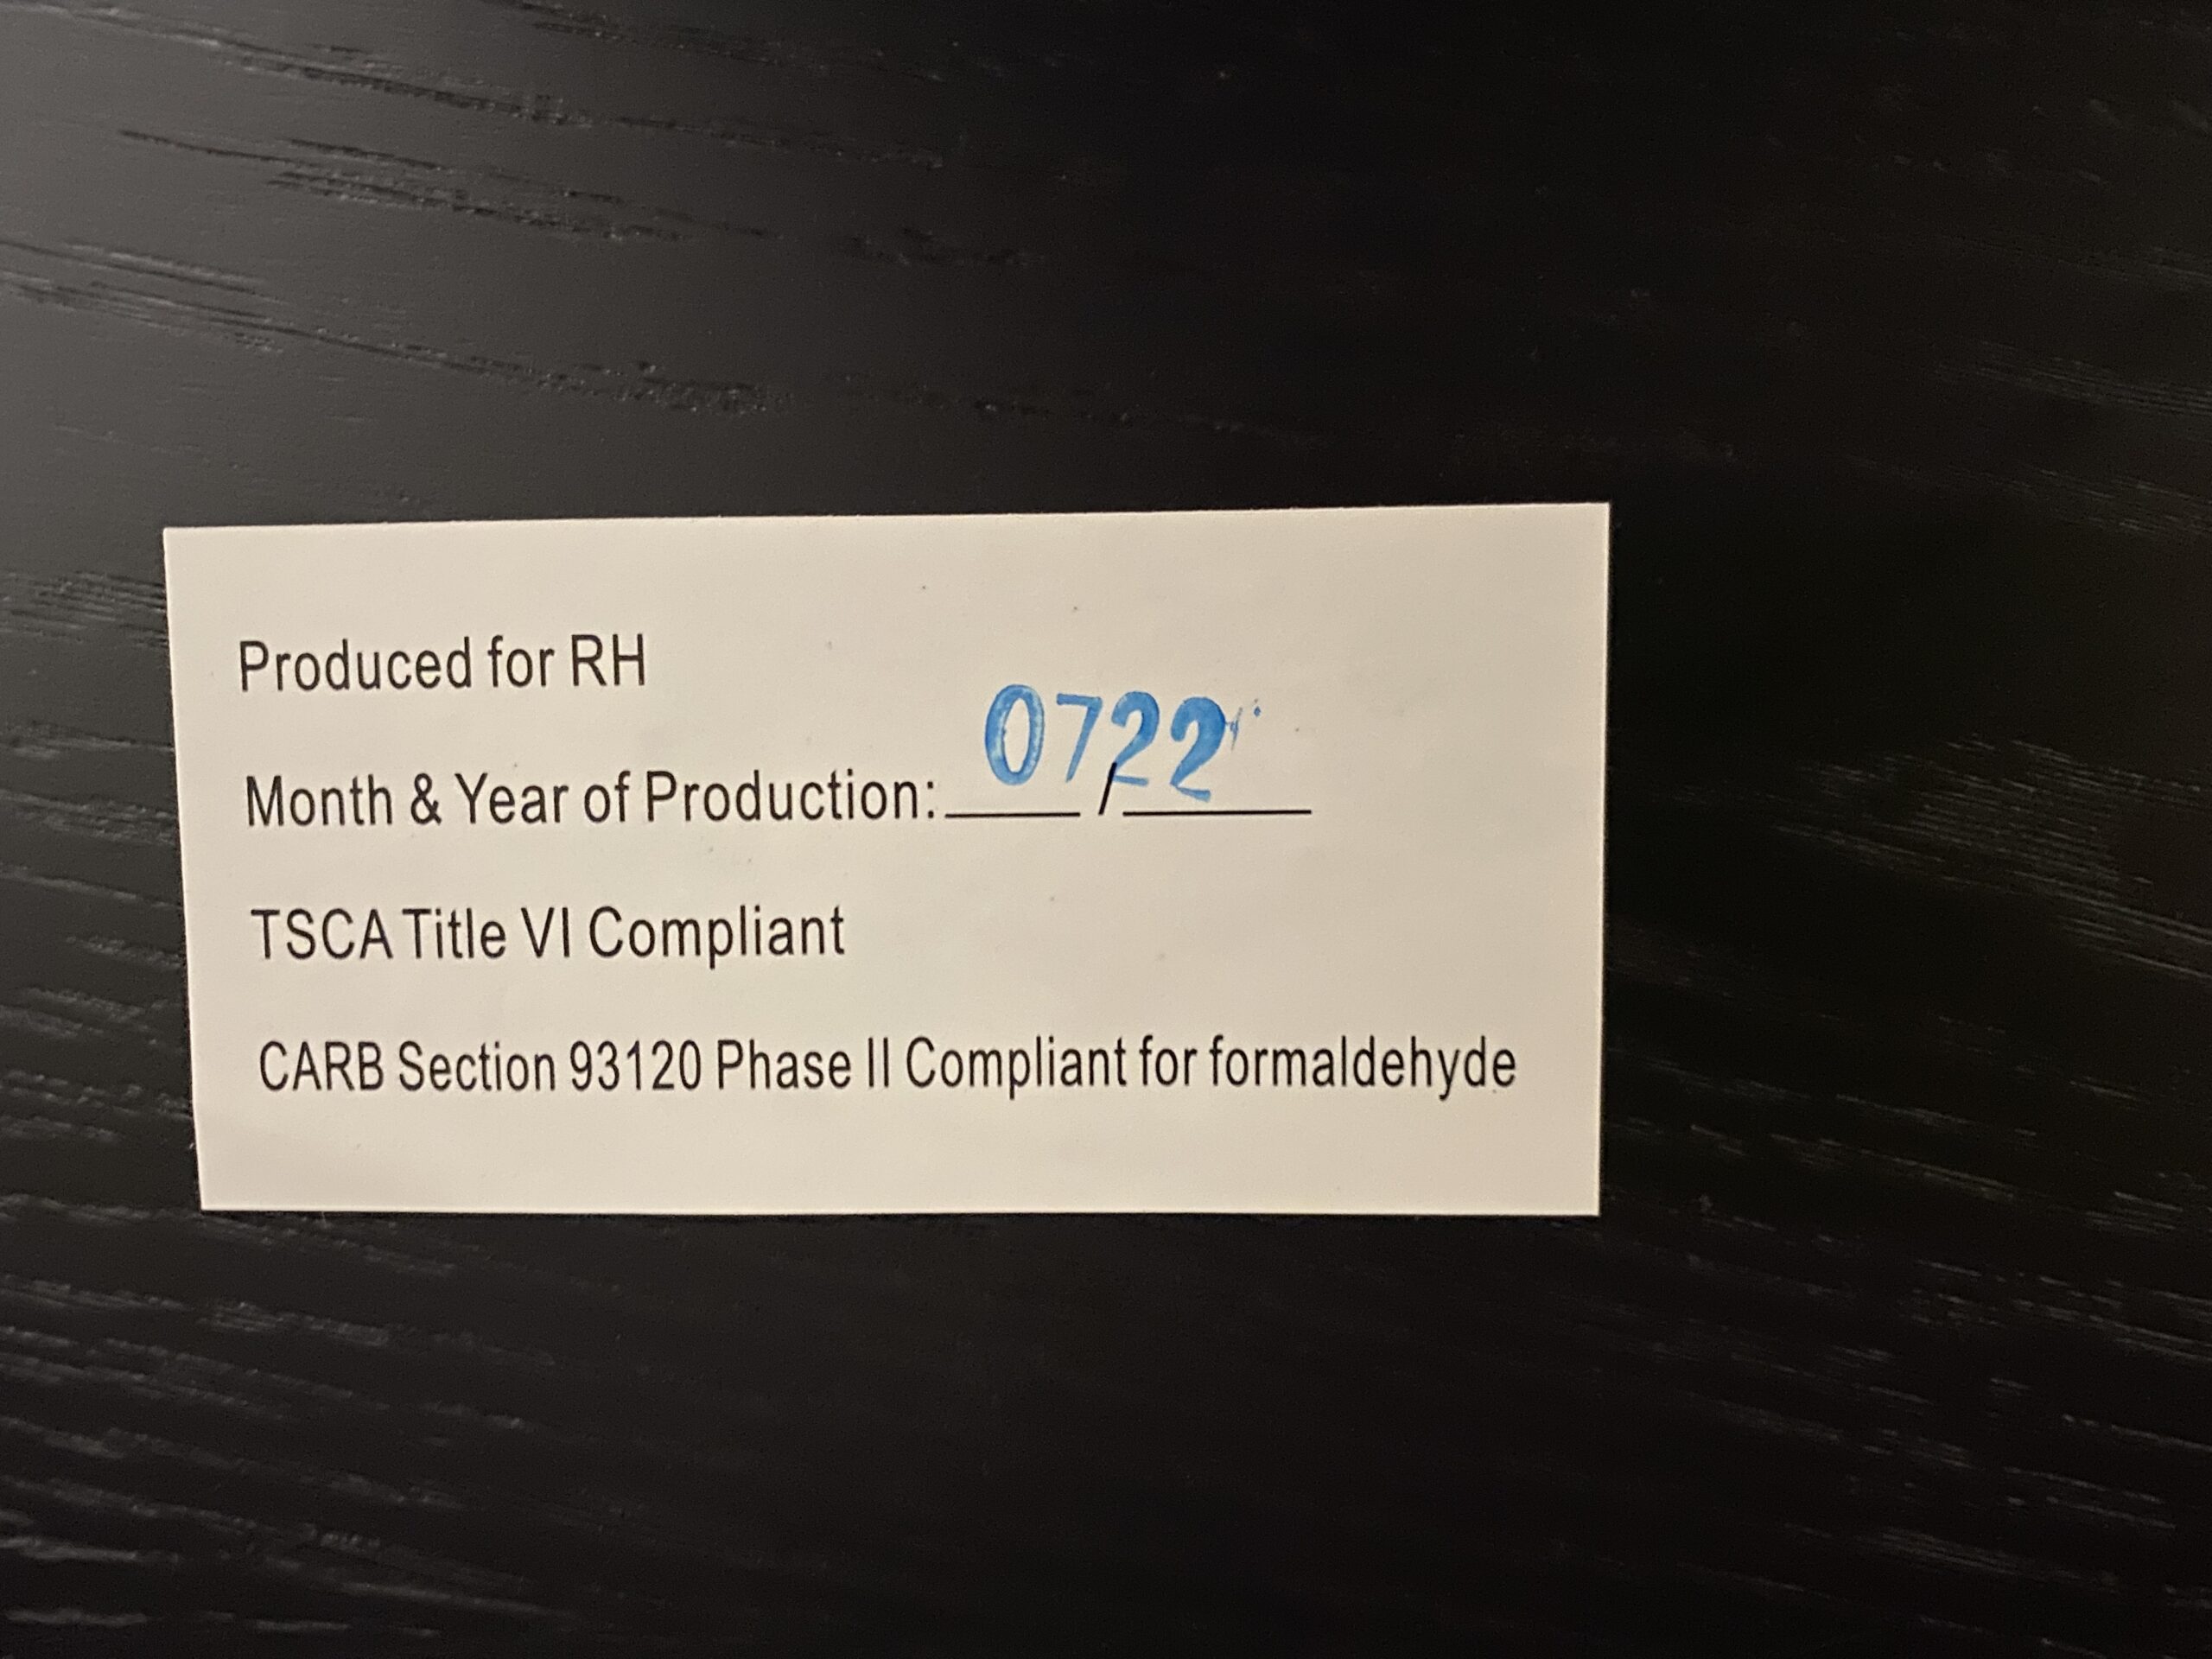 Produced for RH
Month & Year of Production: 07/22
TSCA Title VI Compliant
CARB Section 93120 Phase II Compliant for formaldehyde